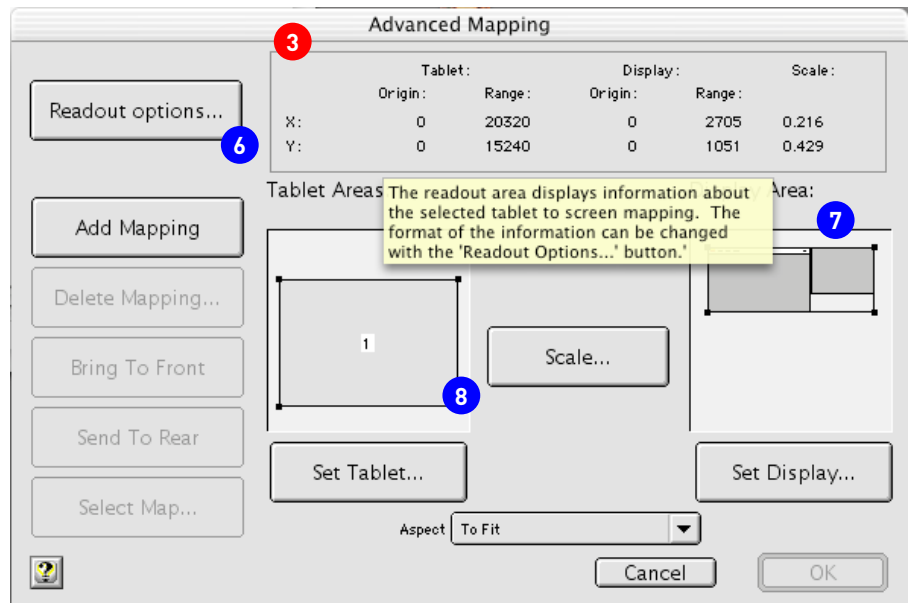 Advanced Mapping
3
Tablet: Display: Scale:
Origin: Range: Origin: Range:
Readout options...
X: 0 20320 0 2705 0.216
6
Y: 0 15240 0 1051 0.429
Tablet Areas
Area:
The readout area displays information about
the selected tablet to screen mapping. The
format of the information can be changed
with the 'Readout Options...' button.'
7
Add Mapping
Delete Mapping...
1
Scale...
Bring To Front
8
Send To Rear
Set Tablet...
Set Display...
Select Map...
Aspect To Fit
?
Cancel
OK